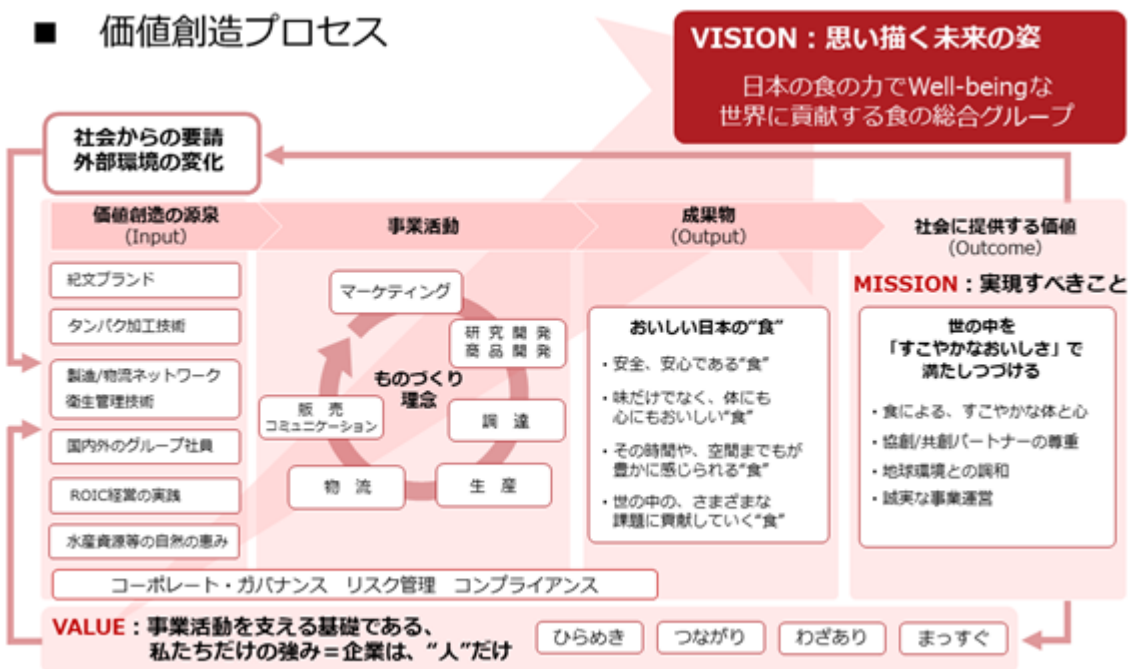 ■ 価値創造プロセス
VISION：思い描く未来の姿
日本の食の力でWell-beingな
世界に貢献する食の総合グループ
社会からの要請
外部環境の変化
価値創造の源泉
(Input)
事業活動
成果物
(Output)
社会に提供する価値
(Outcome)
紀文ブランド
タンパク加工技術
製造/物流ネットワーク
衛生管理技術
国内外のグループ社員
ROIC経営の実践
水産資源等の自然の恵み
マーケティング
研究開発
商品開発
調達
生産
物流
販売
コミュニケーション
ものづくり
理念
おいしい日本の“食”
・安全、安心である“食”
・味だけでなく、体にも
心にもおいしい“食”
・その時間や、空間までもが
豊かに感じられる“食”
・世の中の、さまざまな
課題に貢献していく“食”
MISSION：実現すべきこと
世の中を
「すこやかなおいしさ」で
満たしつづける
・食による、すこやかな体と心
・協創/共創パートナーの尊重
・地球環境との調和
・誠実な事業運営
コーポレート・ガバナンス リスク管理 コンプライアンス
VALUE：事業活動を支える基礎である、
私たちだけの強み＝企業は、“人”だけ
ひらめき
つながり
わざあり
まっすぐ